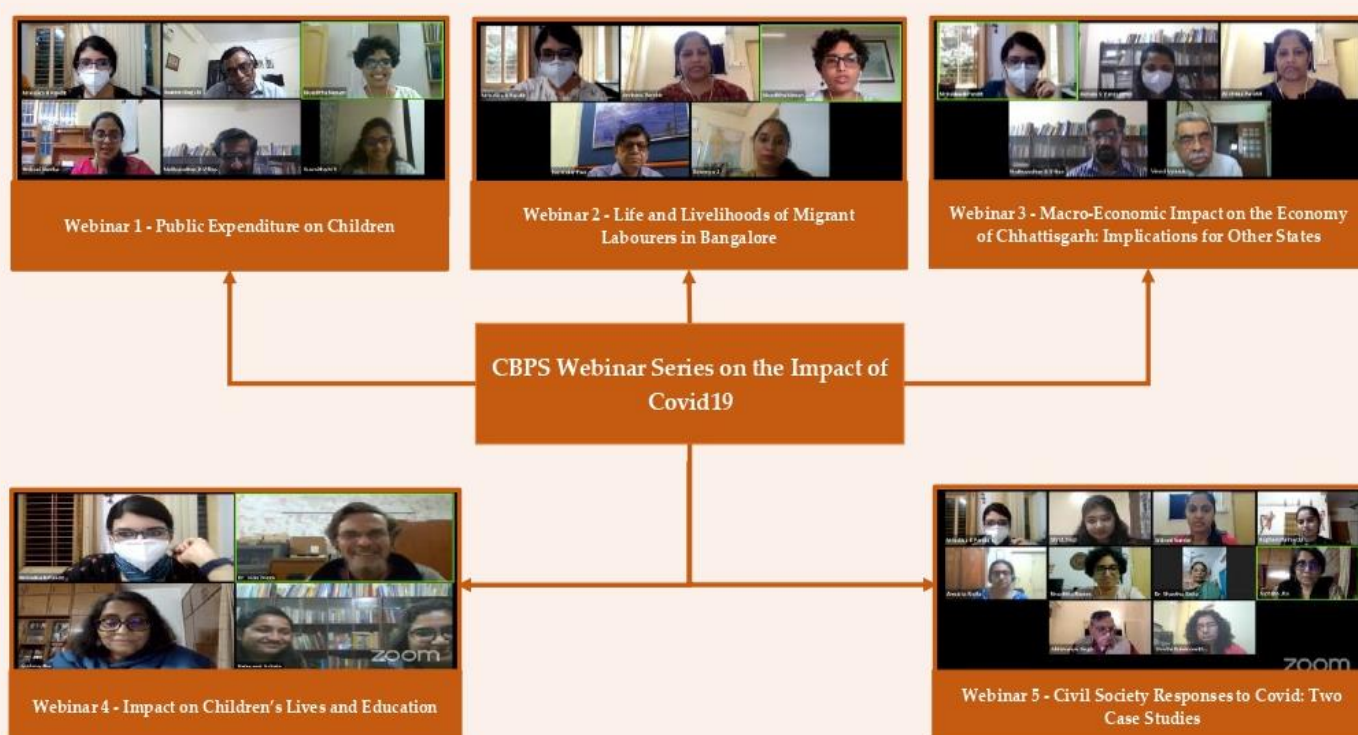 Webinar 1 - Public Expenditure on Children
Webinar 2 - Life and Livelihoods of Migrant
Labourers in Bangalore
Webinar 3 - Macro-Economic Impact on the Economy
of Chhattisgarh: Implications for Other States
CBPS Webinar Series on the Impact of
Covid19
zoom
Webinar 4 - Impact on Children's Lives and Education
zoom
Webinar 5 - Civil Society Responses to Covid: Two
Case Studies